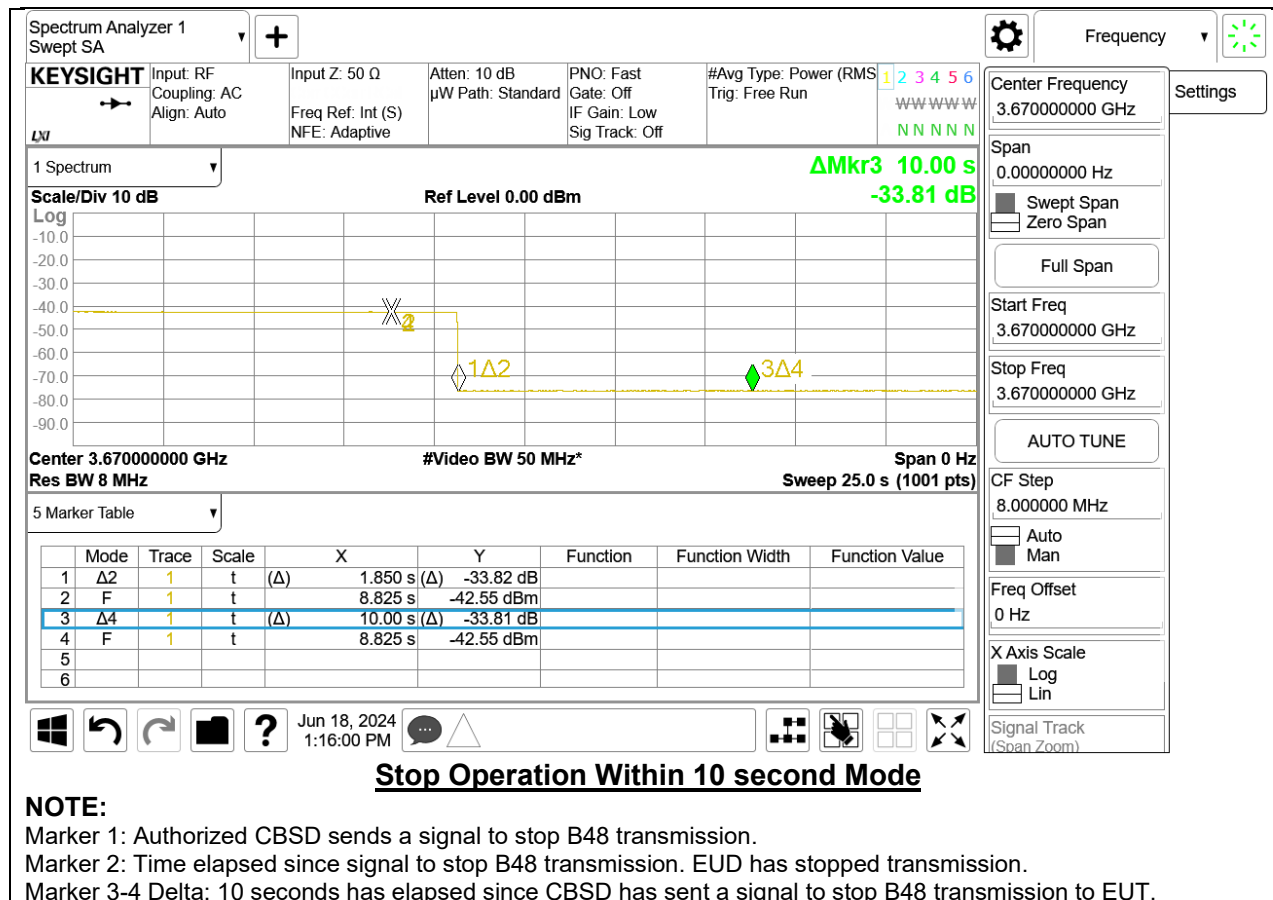 Spectrum Analyzer 1
Swept SA
Frequency
KEYSIGHT
LXI
Input: RF
Coupling: AC
Align: Auto
Input Z: 50 Ω
Freq Ref: Int (S)
NFE: Adaptive
Atten: 10 dB
µW Path: Standard
PNO: Fast
Gate: Off
IF Gain: Low
Sig Track: Off
#Avg Type: Power (RMS
Trig: Free Run
1 2 3 4 5 6
W W W W W
N N N N N
1 Spectrum
ΔMkr3 10.00 s
-33.81 dB
Scale/Div 10 dB
Ref Level 0.00 dBm
Log
-10.0
-20.0
-30.0
-40.0
-50.0
-60.0
-70.0
-80.0
-90.0
1Δ2
3Δ4
Center 3.670000000 GHz
#Video BW 50 MHz*
Span 0 Hz
Res BW 8 MHz
Sweep 25.0 s (1001 pts)
5 Marker Table
Mode Trace Scale X Y Function Function Width Function Value
1 Δ2 1 t (Δ) 1.850 s (Δ) -33.82 dB
2 F 1 t 8.825 s -42.55 dBm
3 Δ4 1 t (Δ) 10.00 s (Δ) -33.81 dB
4 F 1 t 8.825 s -42.55 dBm
5
6
?
Jun 18, 2024
1:16:00 PM
Settings
Center Frequency
3.670000000 GHz
Span
0.00000000 Hz
Swept Span
Zero Span
Full Span
Start Freq
3.670000000 GHz
Stop Freq
3.670000000 GHz
AUTO TUNE
CF Step
8.000000 MHz
Auto
Man
Freq Offset
0 Hz
X Axis Scale
Log
Lin
Signal Track
(Span Zoom)
Stop Operation Within 10 second Mode
NOTE:
Marker 1: Authorized CBSD sends a signal to stop B48 transmission.
Marker 2: Time elapsed since signal to stop B48 transmission. EUD has stopped transmission.
Marker 3-4 Delta: 10 seconds has elapsed since CBSD has sent a signal to stop B48 transmission to EUT.